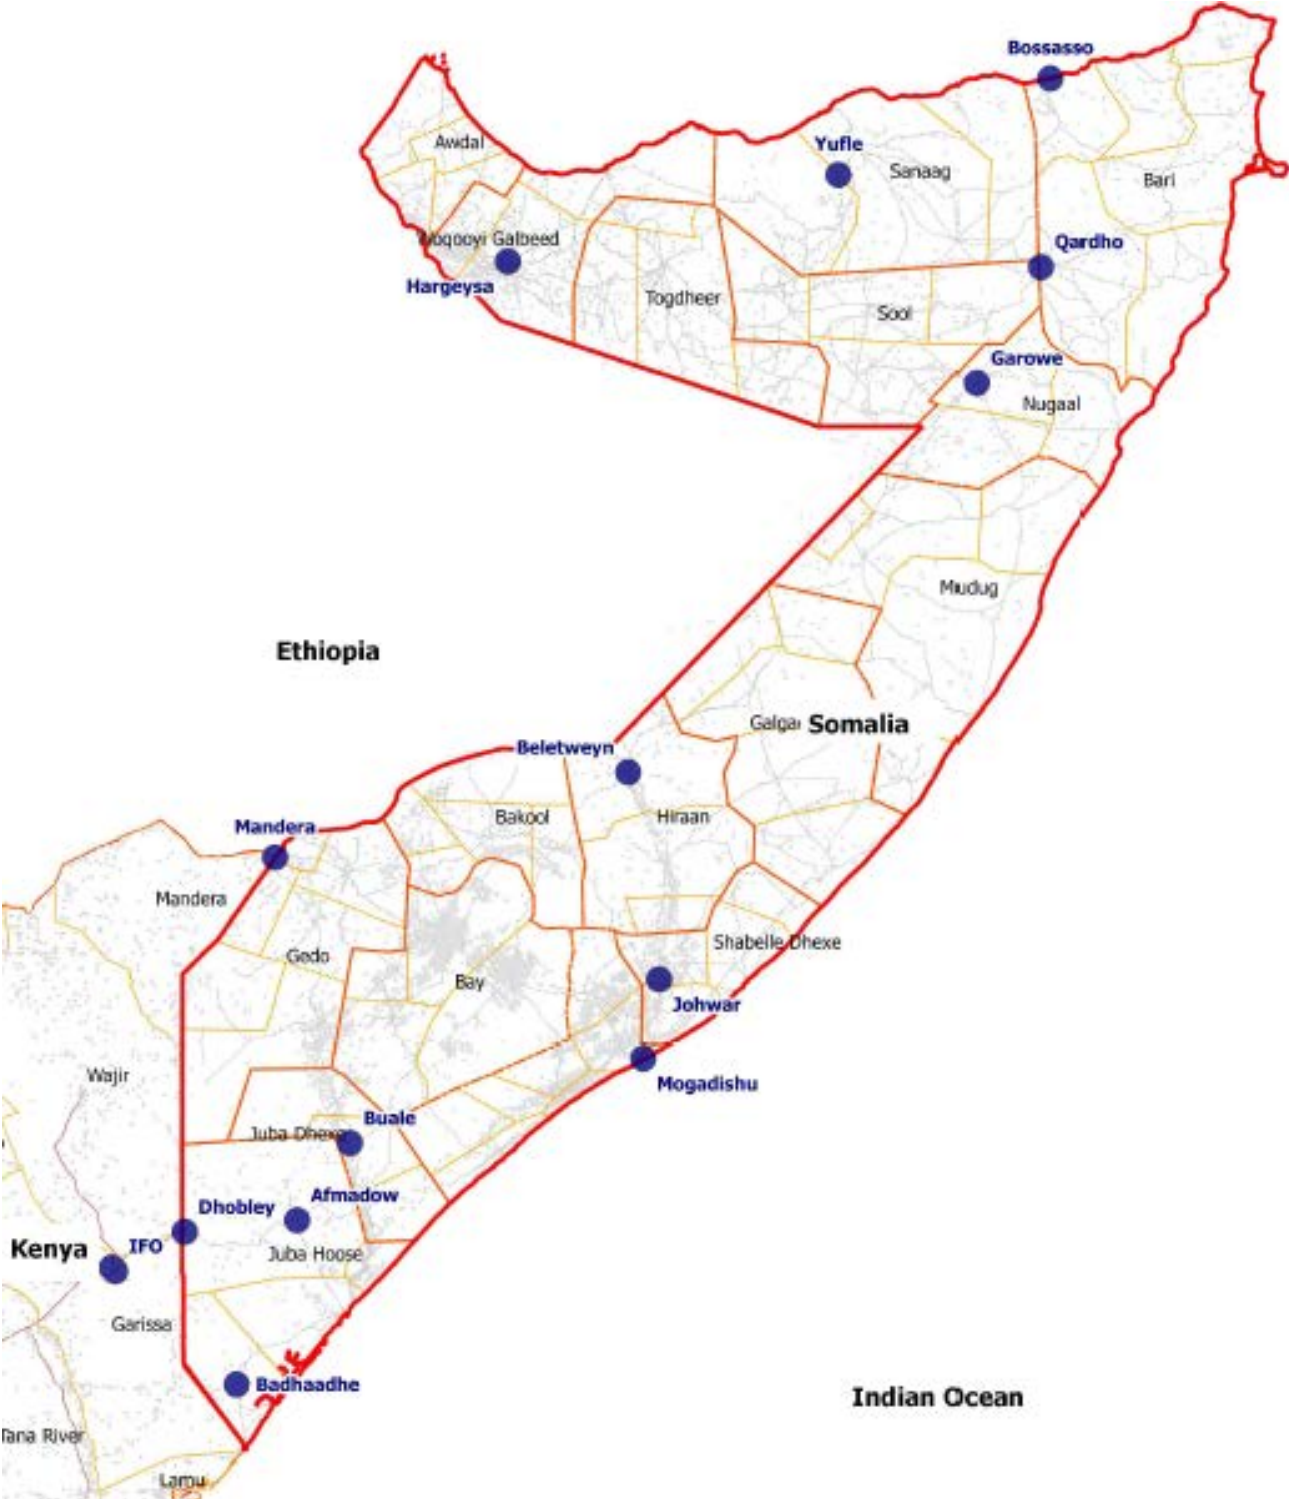 Bossasso
Awdal
Yufle
Sanaag
Bari
Woqooyi Galbeed
Qardho
Hargeysa
Togdheer
Sool
Garowe
Nugaal
Mudug
Ethiopia
Galga Somalia
Beletweyn
Bakool
Hiraan
Mandera
Mandera
Shabelle Dhexe
Gedo
Bay
Johwar
Wajir
Mogadishu
Buale
Juba Dhexe
Afmadow
Dhobley
IFO
Kenya
Juba Hoose
Garissa
Badhaadhe
Indian Ocean
Tana River
Lamu